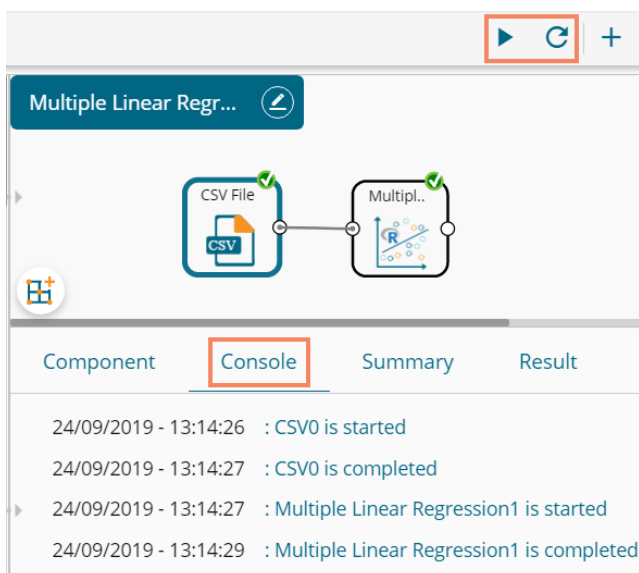 Multiple Linear Regr...
CSV File
Multipl..
CSV
R
Component Console Summary Result
24/09/2019 - 13:14:26 : CSV0 is started
24/09/2019 - 13:14:27 : CSV0 is completed
24/09/2019 - 13:14:27 : Multiple Linear Regression1 is started
24/09/2019 - 13:14:29 : Multiple Linear Regression1 is completed